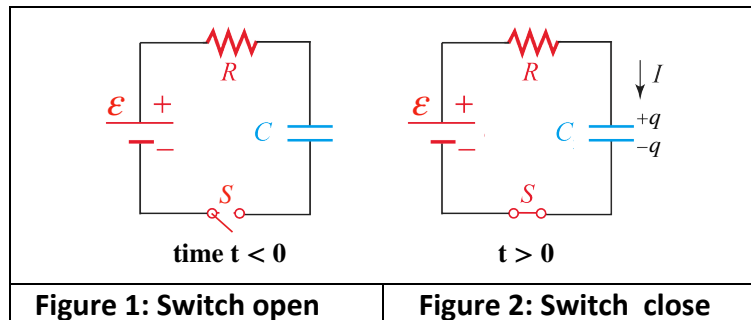 R
R
I
ε +
ε +
C
C
+q
−q
−
−
S
S
time t < 0
t > 0
Figure 1: Switch open
Figure 2: Switch close